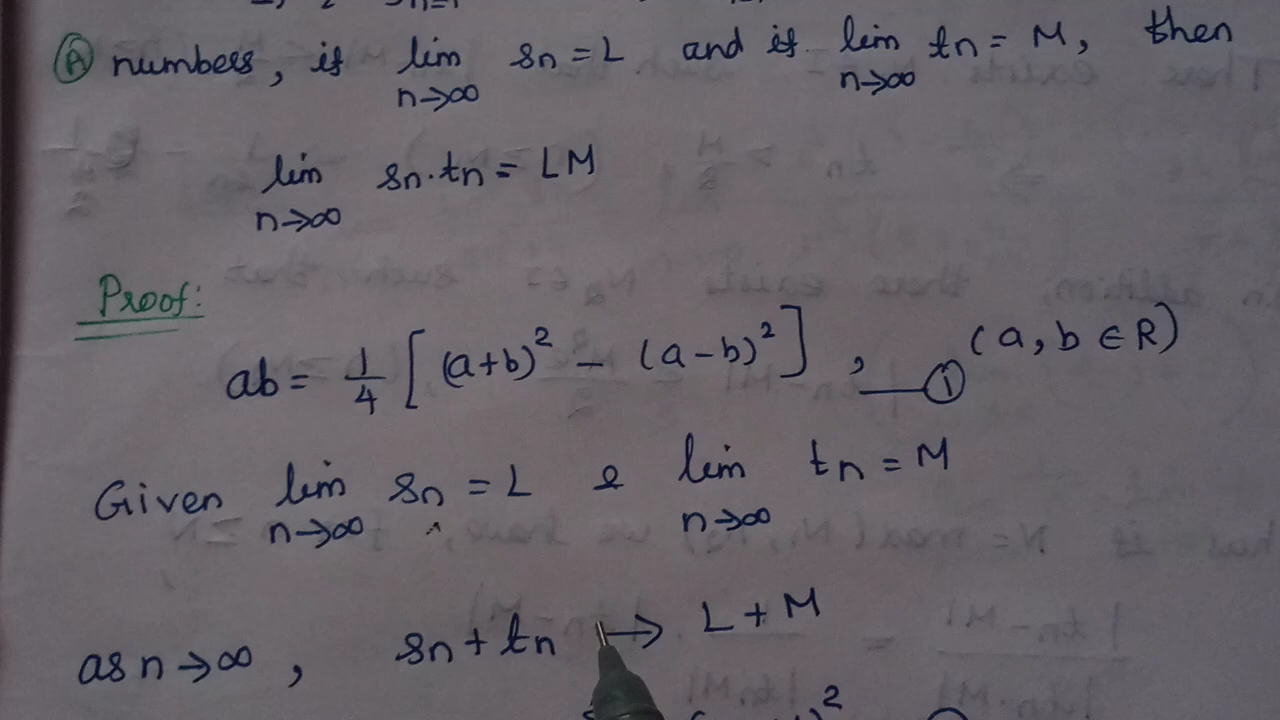 Ⓐ numbers, if lim n→∞ sn = L and if lim n→∞ tn = M, then
lim n→∞ sn·tn = LM
Proof:
ab = 1/4 [(a+b)² − (a−b)²], —① (a, b ∈ R)
Given lim n→∞ sn = L & lim n→∞ tn = M
as n→∞, sn + tn → L + M